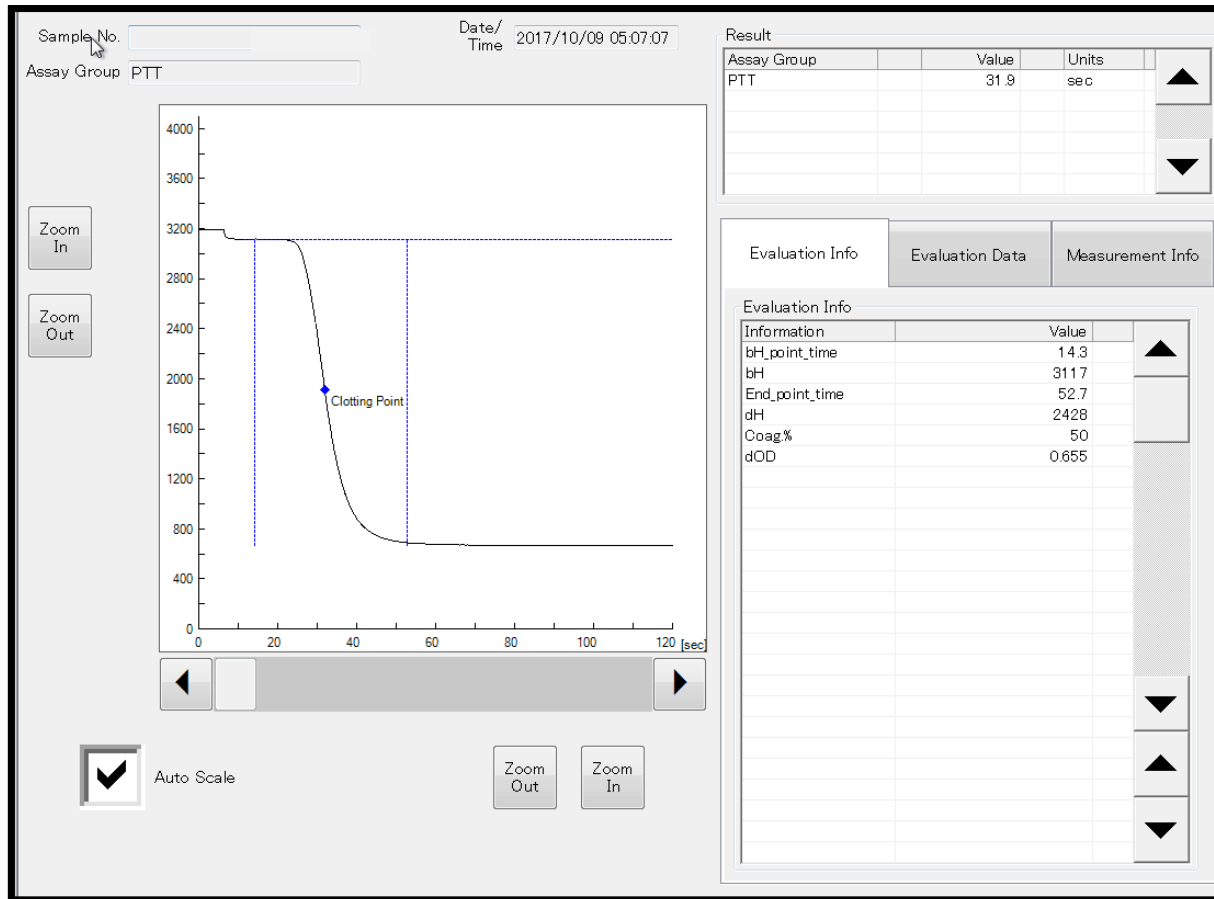 Sample No.
Date/ Time 2017/10/09 05:07:07
Assay Group PTT
Result
Assay Group Value Units
PTT 31.9 sec
4000
3600
3200
2800
2400
2000
1600
1200
800
400
0
Clotting Point
0 20 40 60 80 100 120 [sec]
Zoom In
Zoom Out
Auto Scale
Zoom Out
Zoom In
Evaluation Info Evaluation Data Measurement Info
Evaluation Info
Information Value
bH_point_time 14.3
bH 3117
End_point_time 52.7
dH 2428
Coag.% 50
dOD 0.655